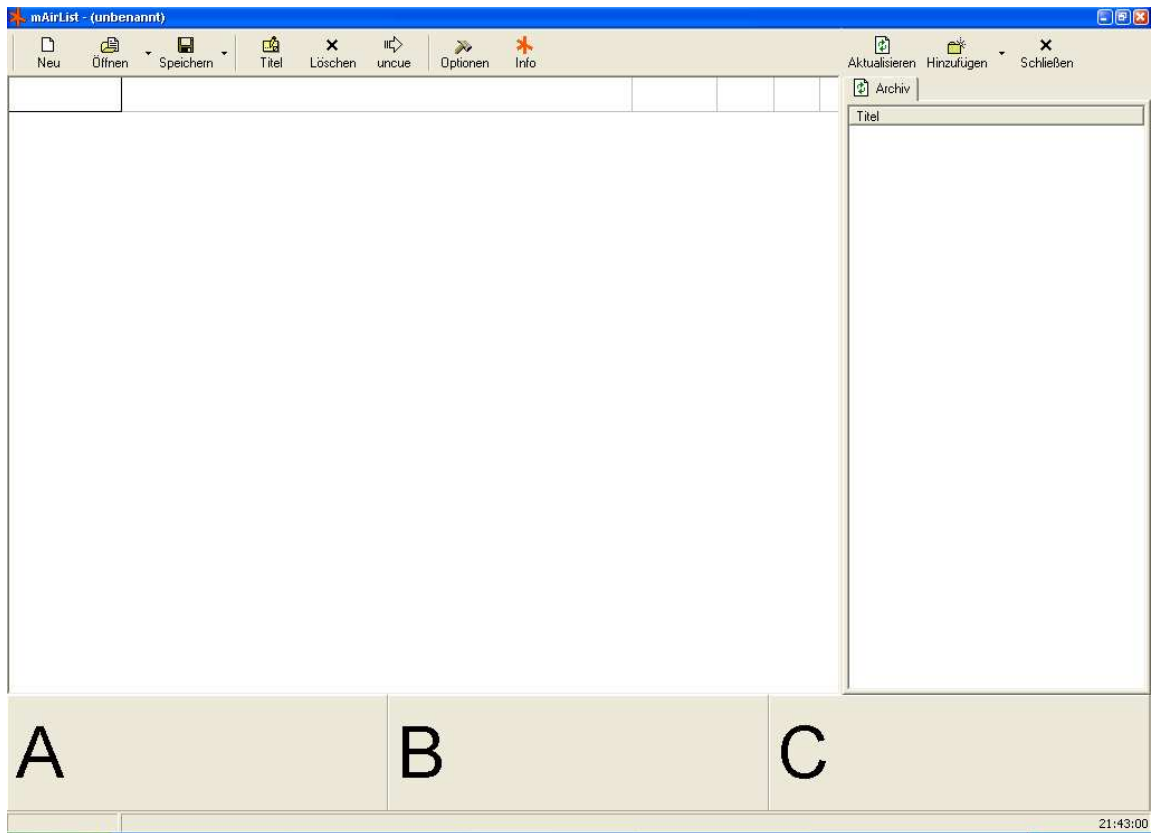 mAirList - (unbenannt)
Neu Öffnen Speichern Titel Löschen uncue Optionen Info Aktualisieren Hinzufügen Schließen
Archiv
Titel
A B C
21:43:00